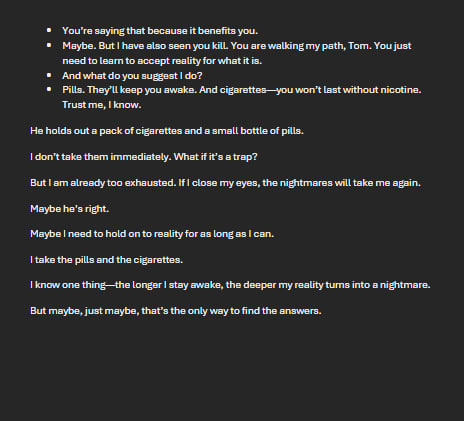 • You're saying that because it benefits you.
• Maybe. But I have also seen you kill. You are walking my path, Tom. You just
need to learn to accept reality for what it is.
• And what do you suggest I do?
• Pills. They'll keep you awake. And cigarettes—you won't last without nicotine.
Trust me, I know.
He holds out a pack of cigarettes and a small bottle of pills.
I don't take them immediately. What if it's a trap?
But I am already too exhausted. If I close my eyes, the nightmares will take me again.
Maybe he's right.
Maybe I need to hold on to reality for as long as I can.
I take the pills and the cigarettes.
I know one thing—the longer I stay awake, the deeper my reality turns into a nightmare.
But maybe, just maybe, that's the only way to find the answers.